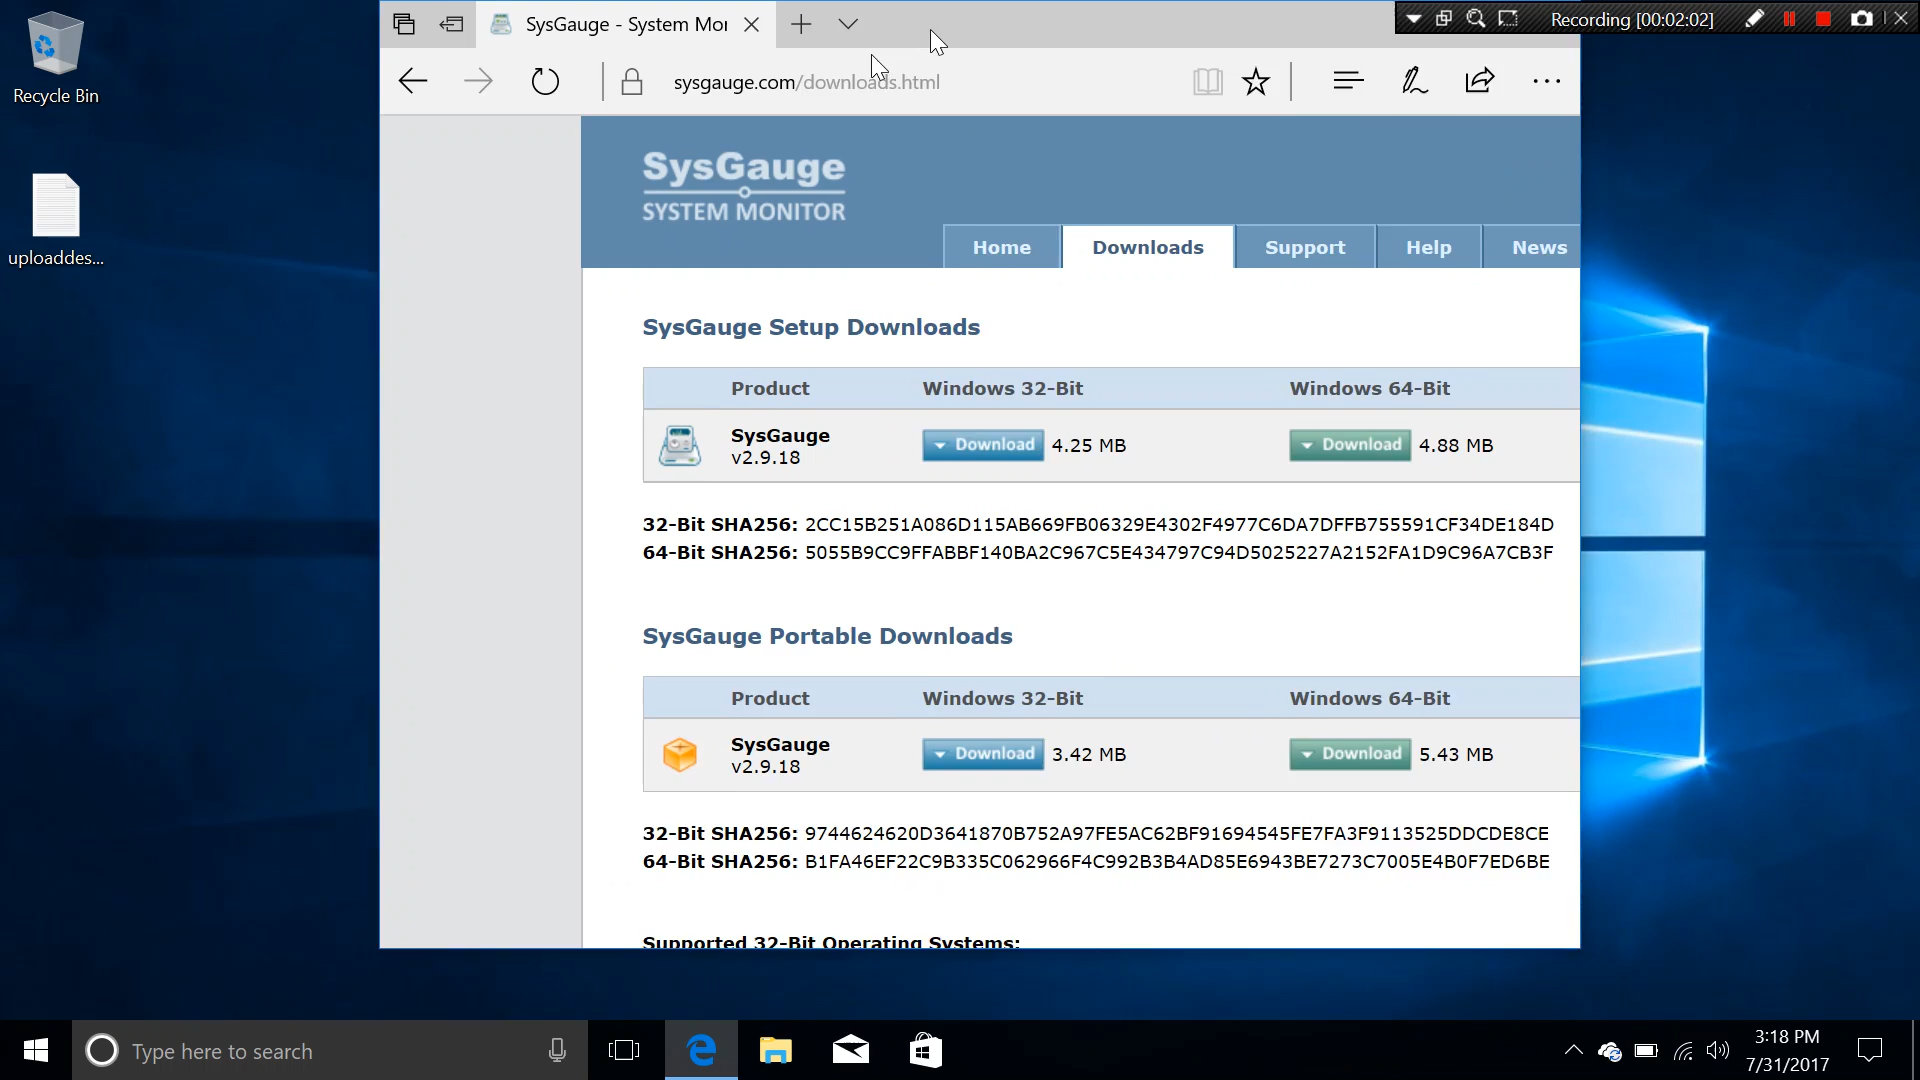 SysGauge - System Mor
Recording [00:02:02]
Recycle Bin
sysgauge.com/downloads.html
uploaddes...
SysGauge
SYSTEM MONITOR
Home
Downloads
Support
Help
News
SysGauge Setup Downloads
Product Windows 32-Bit Windows 64-Bit
SysGauge
v2.9.18
Download 4.25 MB
Download 4.88 MB
32-Bit SHA256: 2CC15B251A086D115AB669FB06329E4302F4977C6DA7DFFB755591CF34DE184D
64-Bit SHA256: 5055B9CC9FFABBF140BA2C967C5E434797C94D5025227A2152FA1D9C96A7CB3F
SysGauge Portable Downloads
Product Windows 32-Bit Windows 64-Bit
SysGauge
v2.9.18
Download 3.42 MB
Download 5.43 MB
32-Bit SHA256: 9744624620D3641870B752A97FE5AC62BF91694545FE7FA3F9113525DDCDE8CE
64-Bit SHA256: B1FA46EF22C9B335C062966F4C992B3B4AD85E6943BE7273C7005E4B0F7ED6BE
Supported 32-Bit Operating Systems:
Type here to search
3:18 PM
7/31/2017